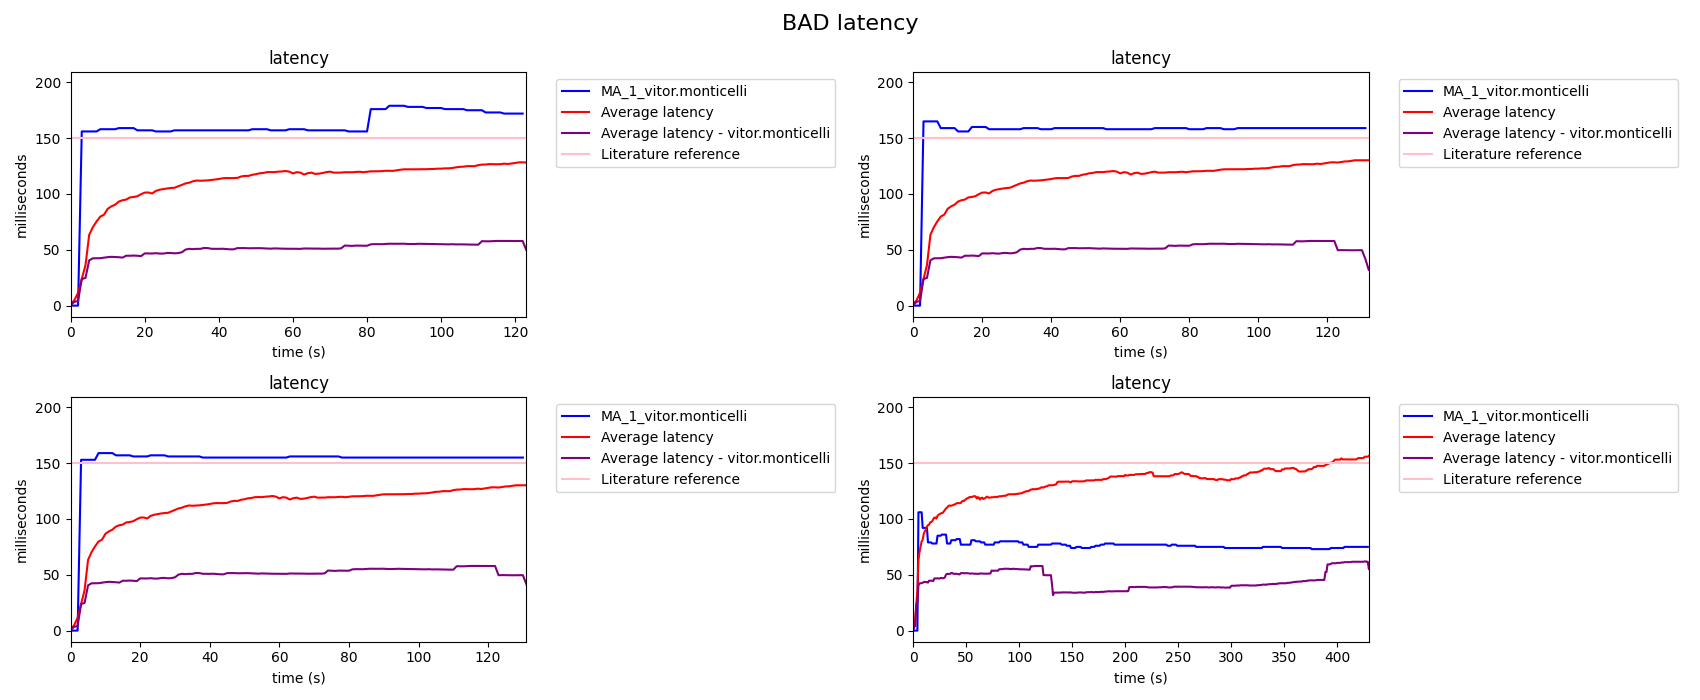 BAD latency
latency
200
150
100
50
0
milliseconds
0 20 40 60 80 100 120
time (s)
MA_1_vitor.monticelli
Average latency
Average latency - vitor.monticelli
Literature reference
latency
200
150
100
50
0
milliseconds
0 20 40 60 80 100 120
time (s)
MA_1_vitor.monticelli
Average latency
Average latency - vitor.monticelli
Literature reference
latency
200
150
100
50
0
milliseconds
0 20 40 60 80 100 120
time (s)
MA_1_vitor.monticelli
Average latency
Average latency - vitor.monticelli
Literature reference
latency
200
150
100
50
0
milliseconds
0 50 100 150 200 250 300 350 400
time (s)
MA_1_vitor.monticelli
Average latency
Average latency - vitor.monticelli
Literature reference